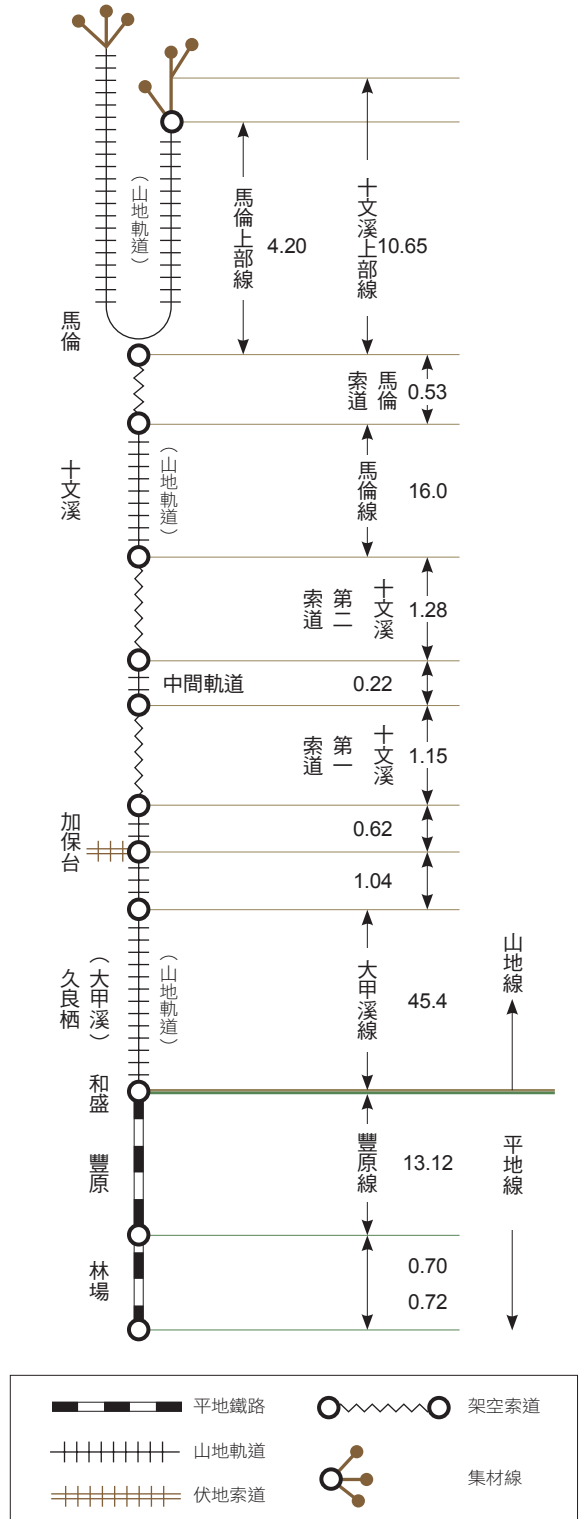 （山地軌道）
馬倫上部線
4.20
十文溪上部線
10.65
馬倫
馬倫
索道
0.53
十文溪
（山地軌道）
馬倫線
16.0
十文溪
第二
索道
1.28
中間軌道
0.22
十文溪
第一
索道
1.15
加保台
0.62
1.04
（大甲溪）
久良栖
（山地軌道）
大甲溪線
45.4
山地線
和盛
豐原
豐原線
13.12
平地線
林場
0.70
0.72
平地鐵路
架空索道
山地軌道
集材線
伏地索道